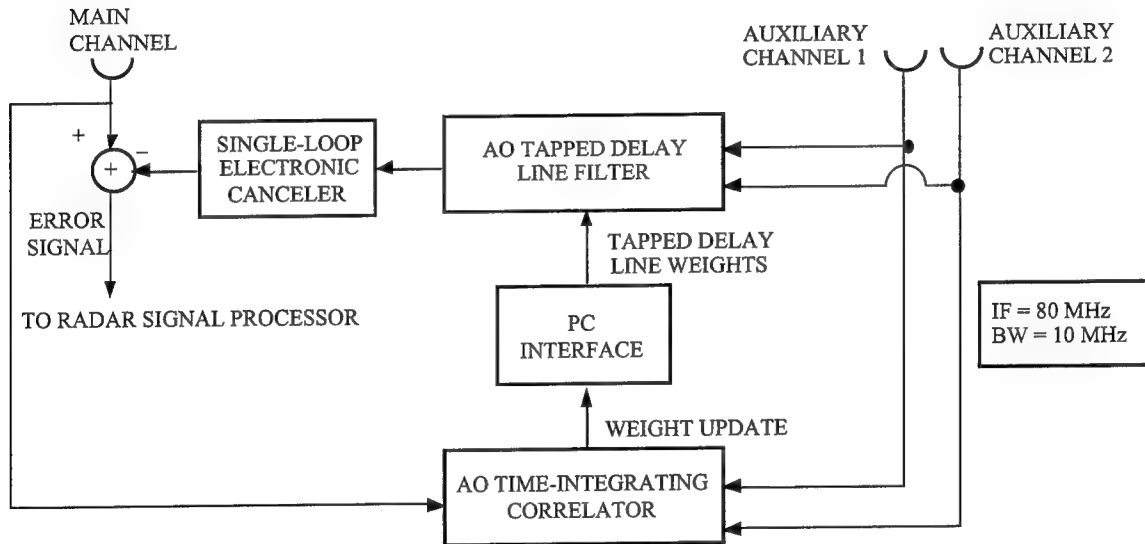 MAIN
CHANNEL
AUXILIARY
CHANNEL 1
AUXILIARY
CHANNEL 2
+
−
+
SINGLE-LOOP
ELECTRONIC
CANCELER
AO TAPPED DELAY
LINE FILTER
ERROR
SIGNAL
TAPPED DELAY
LINE WEIGHTS
TO RADAR SIGNAL PROCESSOR
PC
INTERFACE
IF = 80 MHz
BW = 10 MHz
WEIGHT UPDATE
AO TIME-INTEGRATING
CORRELATOR